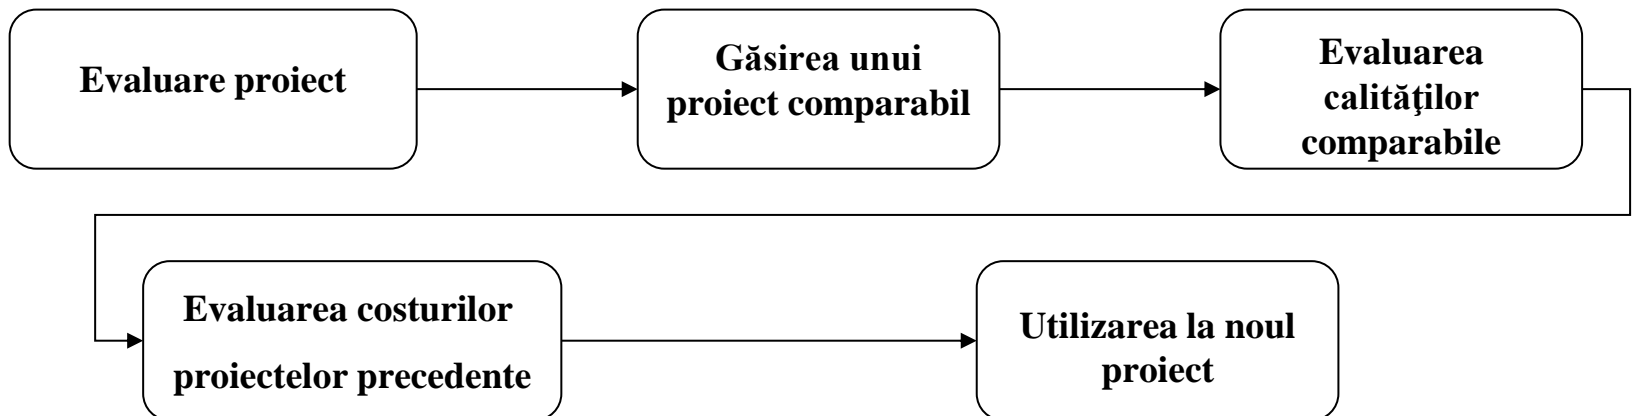 Evaluare proiect
Găsirea unui
proiect comparabil
Evaluarea
calităţilor
comparabile
Evaluarea costurilor
proiectelor precedente
Utilizarea la noul
proiect